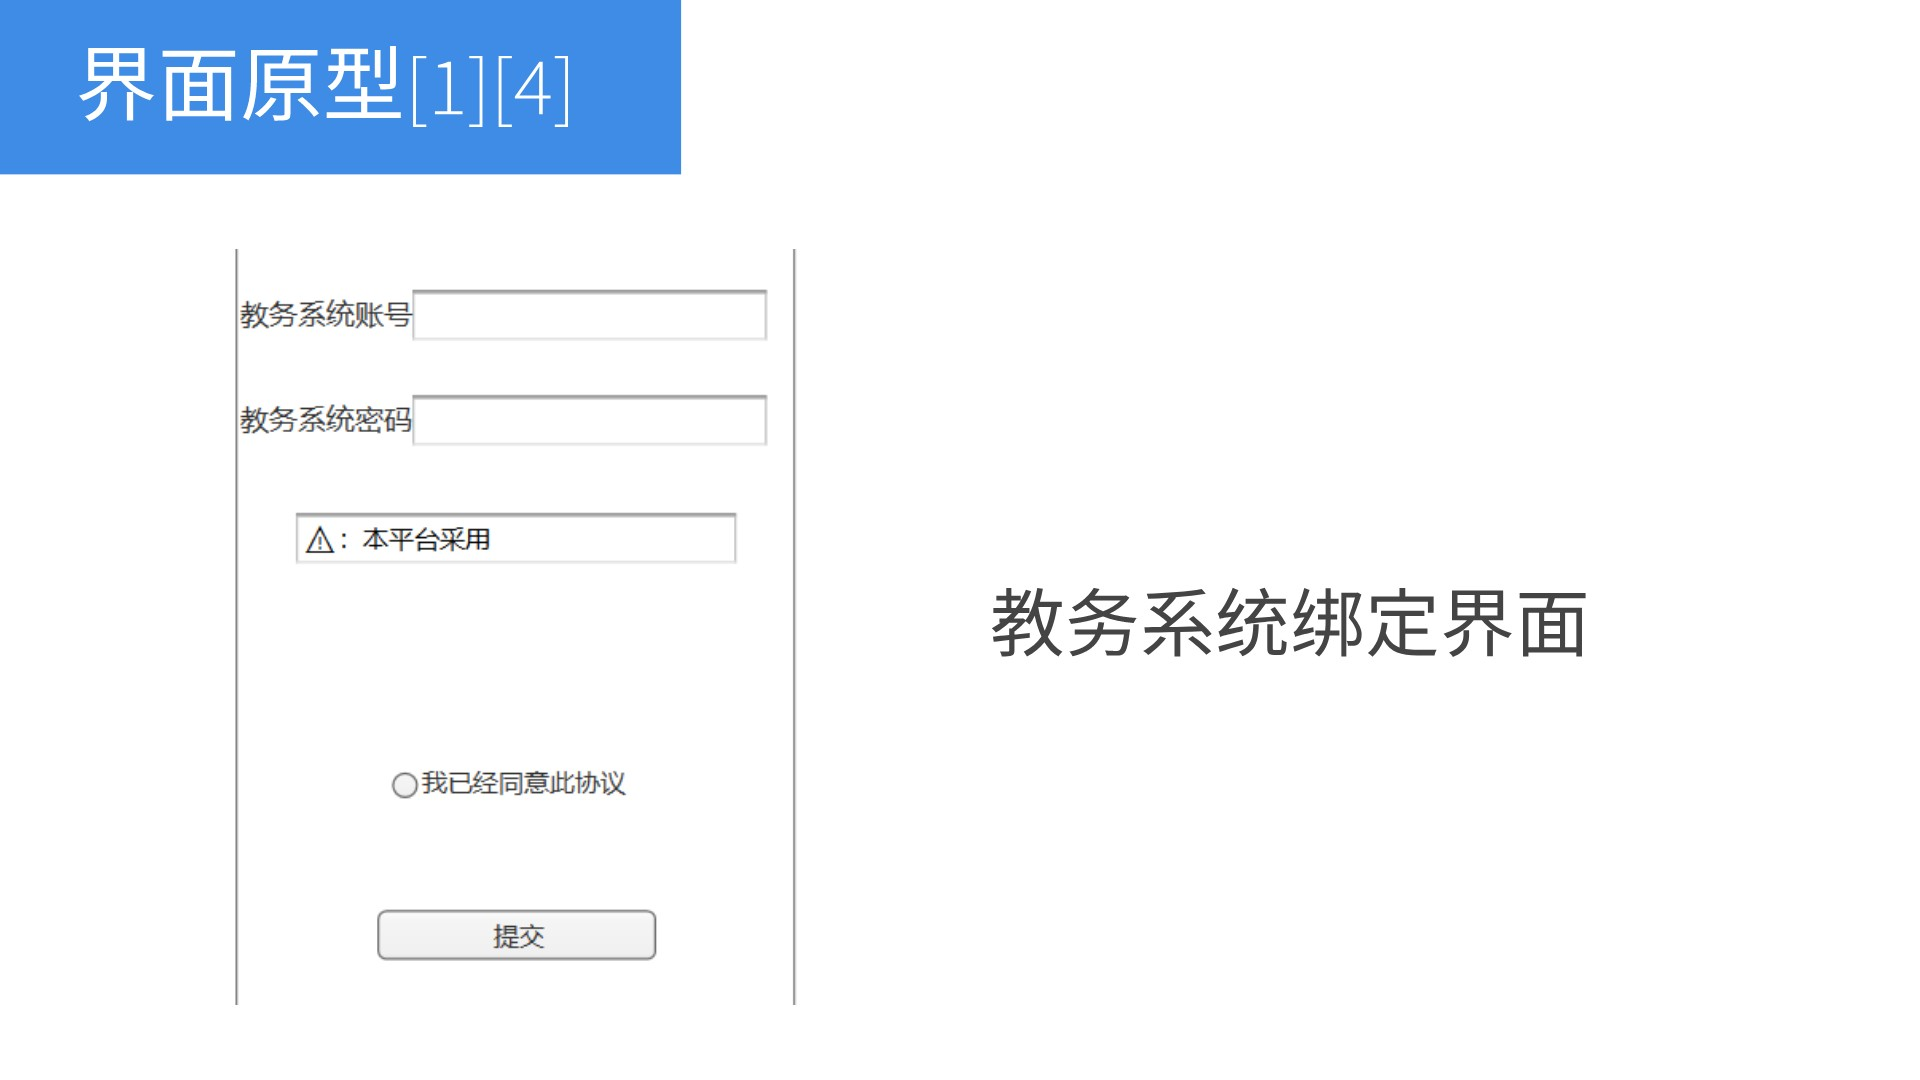 界面原型[1][4]
教务系统账号
教务系统密码
⚠: 本平台采用
教务系统绑定界面
我已经同意此协议
提交